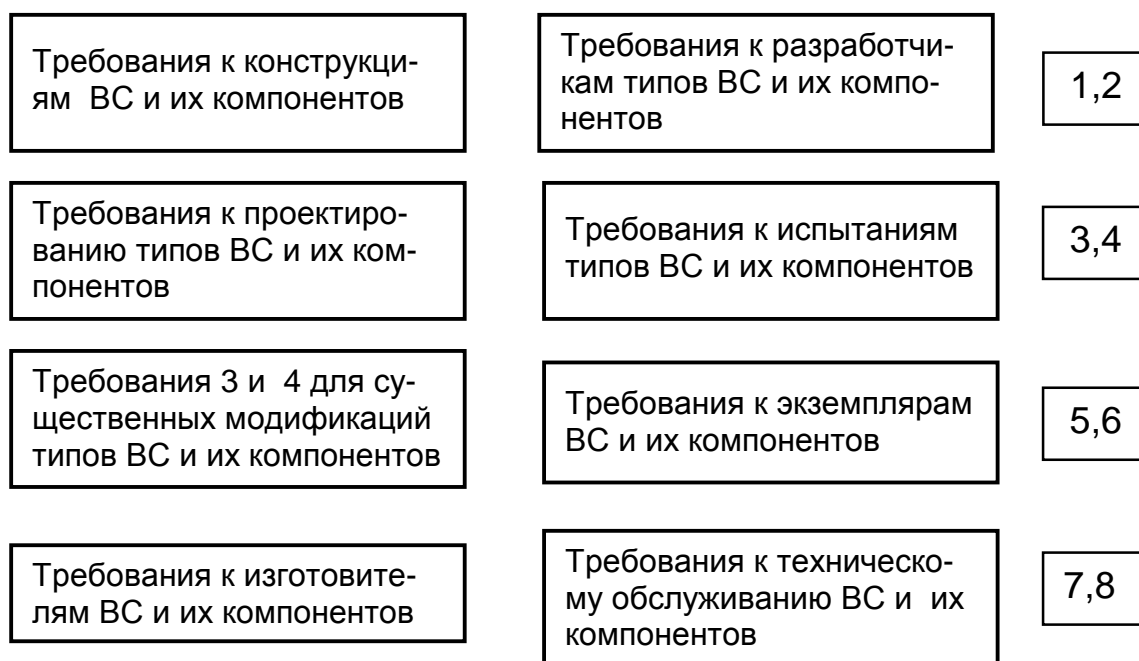 Требования к конструкци-
ям ВС и их компонентов
Требования к разработчи-
кам типов ВС и их компо-
нентов
1,2
Требования к проектиро-
ванию типов ВС и их ком-
понентов
Требования к испытаниям
типов ВС и их компонентов
3,4
Требования 3 и 4 для су-
щественных модификаций
типов ВС и их компонентов
Требования к экземплярам
ВС и их компонентов
5,6
Требования к изготовите-
лям ВС и их компонентов
Требования к техническо-
му обслуживанию ВС и их
компонентов
7,8